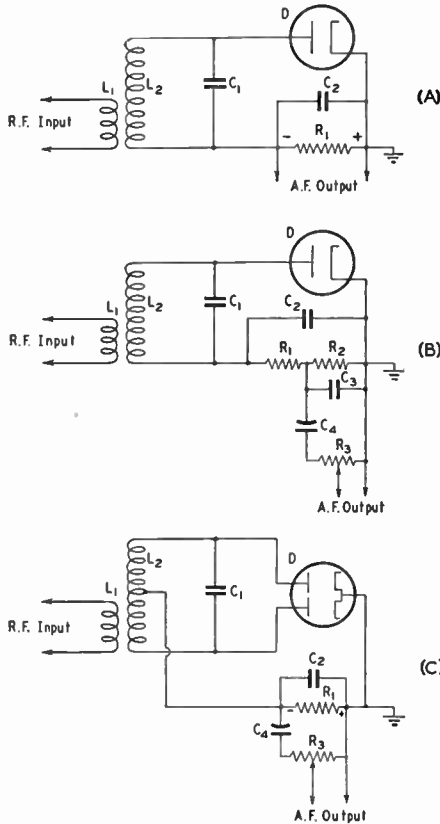 D
L₁
L₂
C₁
C₂
R.F. Input
- R₁ +
A.F. Output
(A)
D
L₁
L₂
C₁
C₂
R.F. Input
R₁
R₂
C₃
C₄
R₃
A.F. Output
(B)
D
L₁
L₂
C₁
R.F. Input
C₂
- R₁ +
C₄
R₃
A.F. Output
(C)